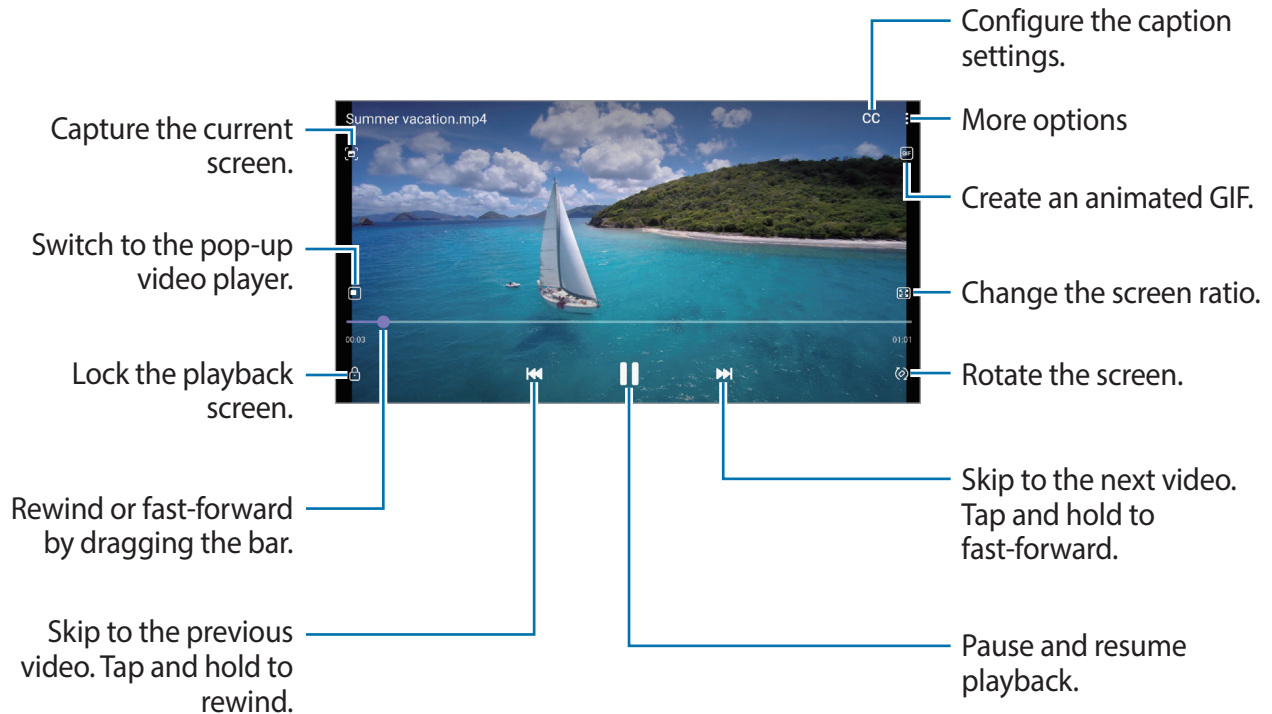 Configure the caption
settings.
Summer vacation.mp4
CC
Capture the current
screen.
More options
GIF
Create an animated GIF.
Switch to the pop-up
video player.
Change the screen ratio.
00:03
01:01
Lock the playback
screen.
Rotate the screen.
Rewind or fast-forward
by dragging the bar.
Skip to the next video.
Tap and hold to
fast-forward.
Skip to the previous
video. Tap and hold to
rewind.
Pause and resume
playback.